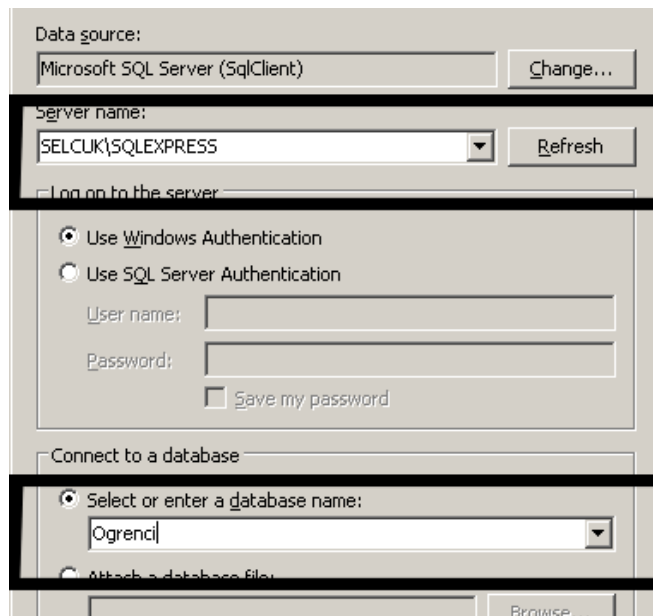 Data source:
Microsoft SQL Server (SqlClient)
Change...
Server name:
SELCUK\SQLEXPRESS
Refresh
Log on to the server
Use Windows Authentication
Use SQL Server Authentication
User name:
Password:
Save my password
Connect to a database
Select or enter a database name:
Ogrenci
Attach a database file:
Browse...